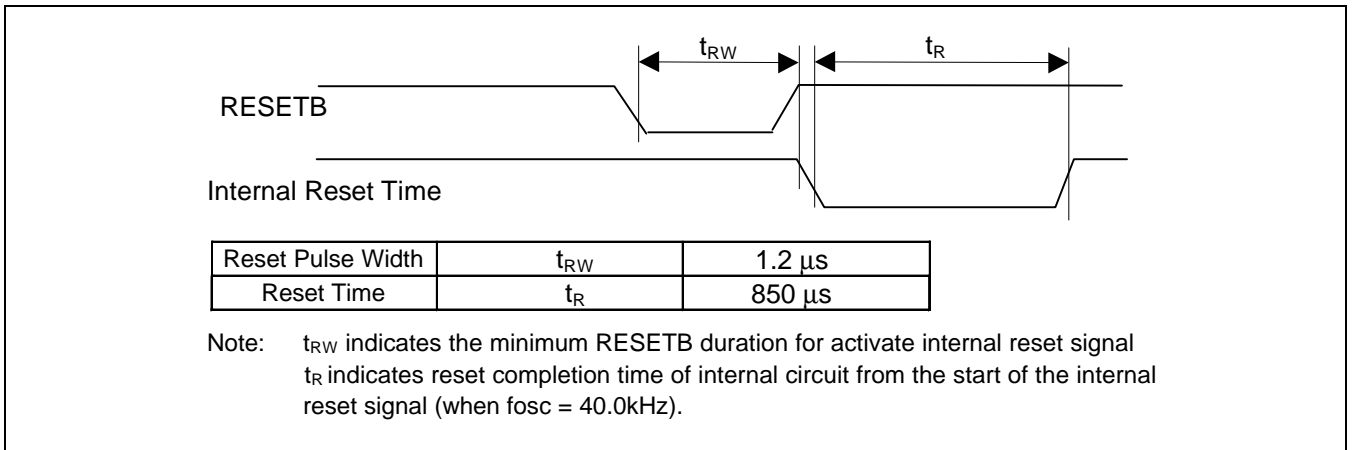 tRW tR
RESETB
Internal Reset Time
Reset Pulse Width tRW 1.2 μs
Reset Time tR 850 μs
Note: tRW indicates the minimum RESETB duration for activate internal reset signal
tR indicates reset completion time of internal circuit from the start of the internal
reset signal (when fosc = 40.0kHz).